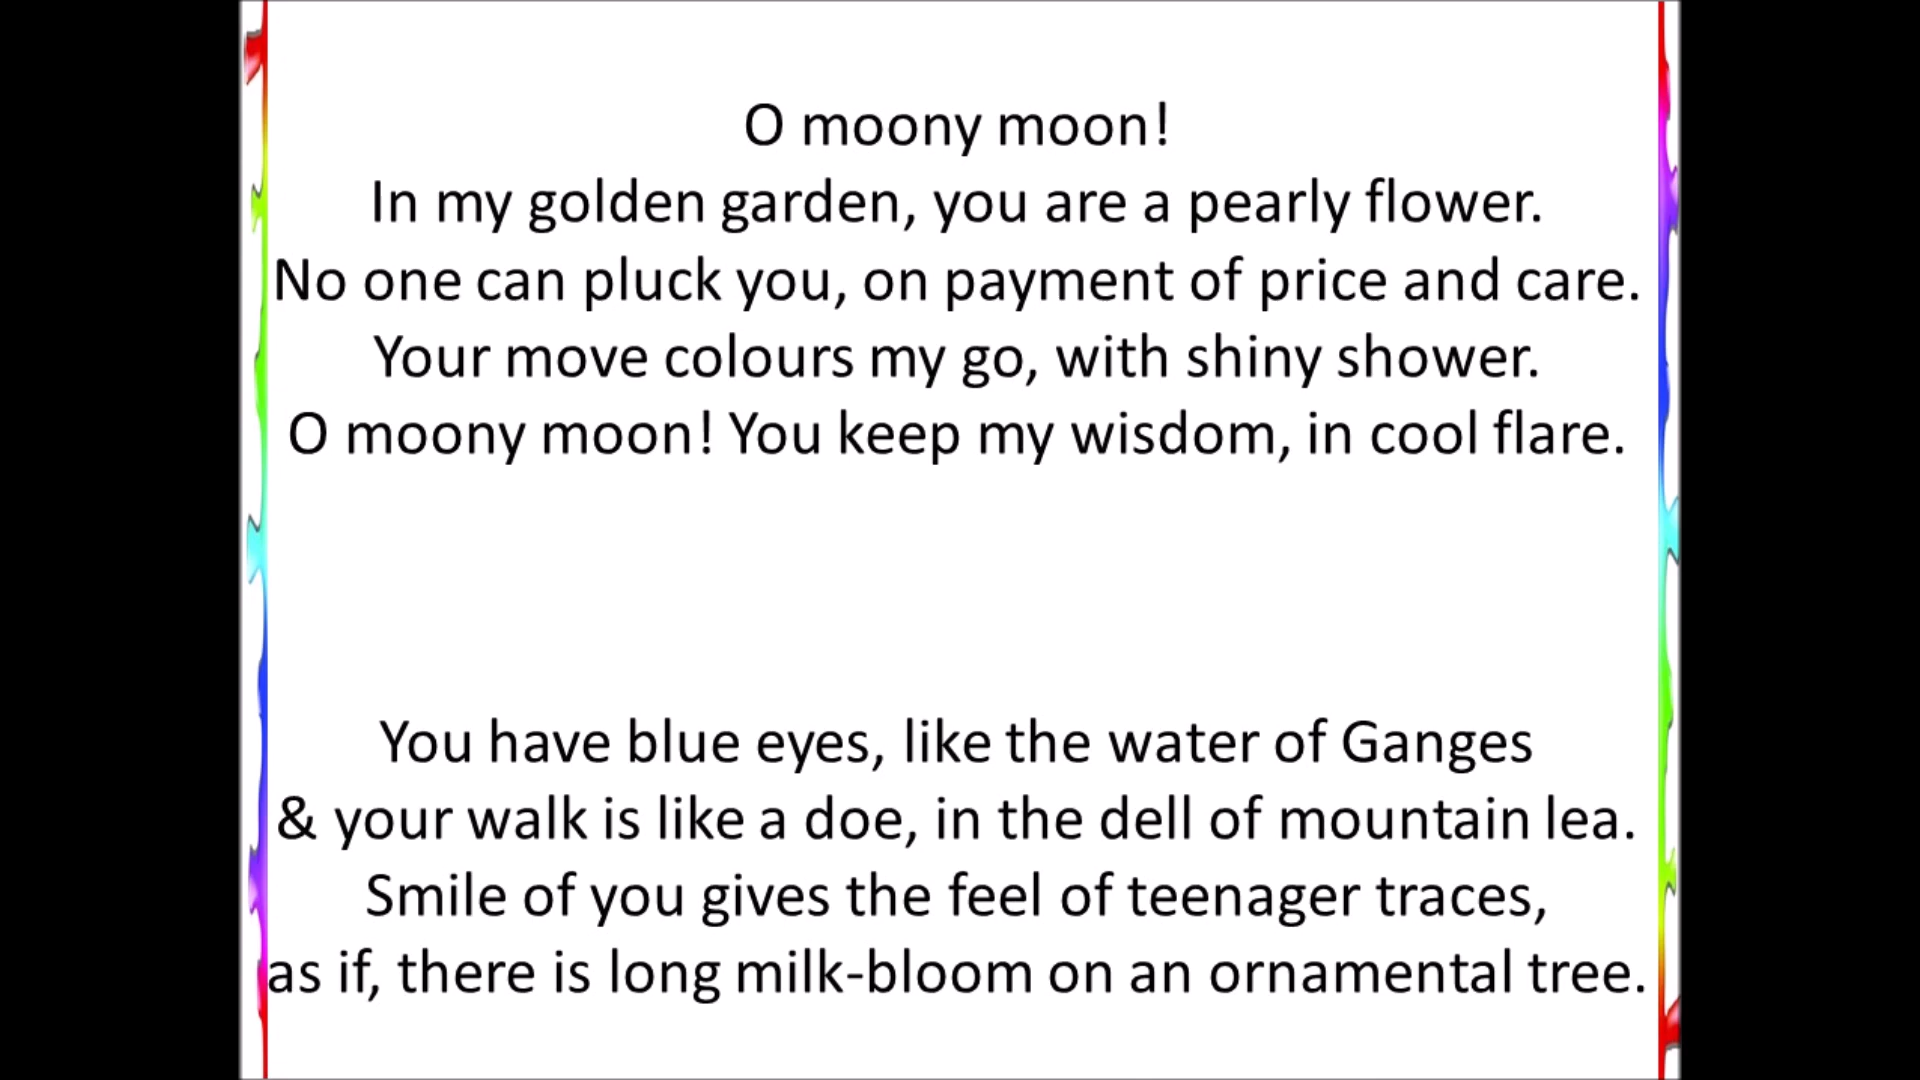 O moony moon!
In my golden garden, you are a pearly flower.
No one can pluck you, on payment of price and care.
Your move colours my go, with shiny shower.
O moony moon! You keep my wisdom, in cool flare.
You have blue eyes, like the water of Ganges
& your walk is like a doe, in the dell of mountain lea.
Smile of you gives the feel of teenager traces,
as if, there is long milk-bloom on an ornamental tree.